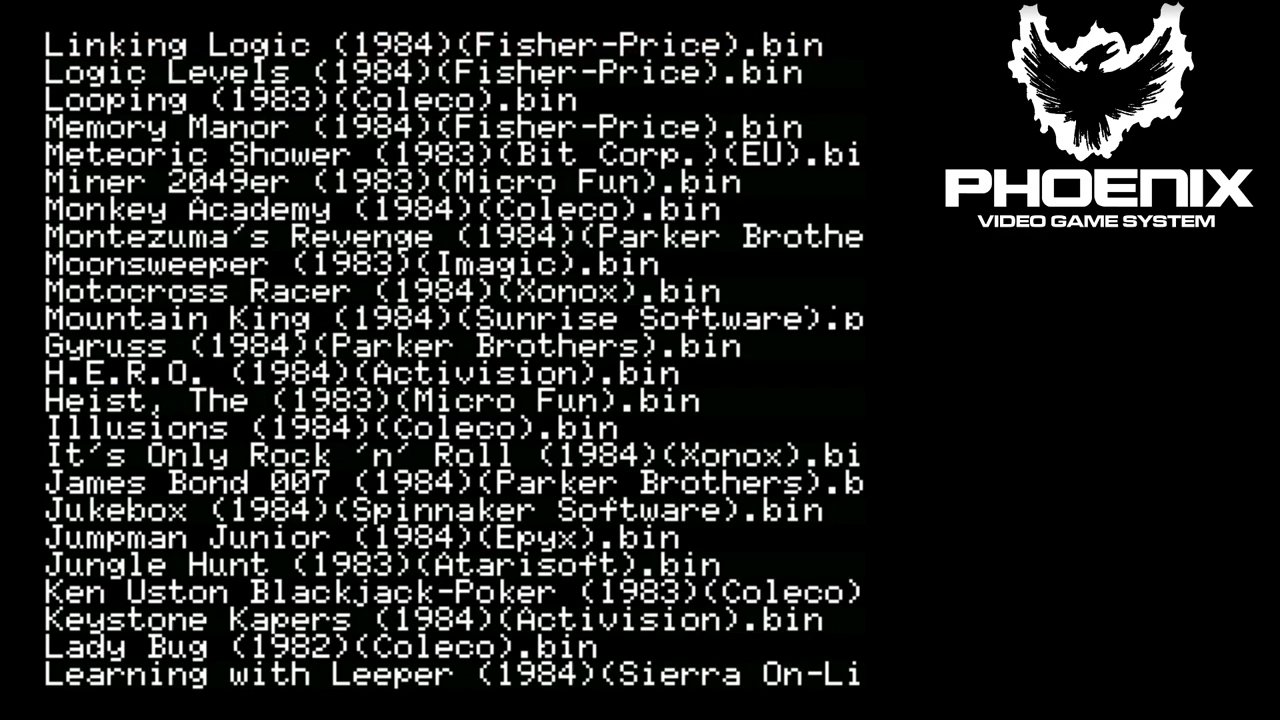 Linking Logic (1984)(Fisher-Price).bin
Logic Levels (1984)(Fisher-Price).bin
Looping (1983)(Coleco).bin
Memory Manor (1984)(Fisher-Price).bin
Meteoric Shower (1983)(Bit Corp.)(EU).bi
Miner 2049er (1983)(Micro Fun).bin
Monkey Academy (1984)(Coleco).bin
Montezuma's Revenge (1984)(Parker Brothe
Moonsweeper (1983)(Imagic).bin
Motocross Racer (1984)(Xonox).bin
Mountain King (1984)(Sunrise Software).b
Gyruss (1984)(Parker Brothers).bin
H.E.R.O. (1984)(Activision).bin
Heist, The (1983)(Micro Fun).bin
Illusions (1984)(Coleco).bin
It's Only Rock 'n' Roll (1984)(Xonox).bi
James Bond 007 (1984)(Parker Brothers).b
Jukebox (1984)(Spinnaker Software).bin
Jumpman Junior (1984)(Epyx).bin
Jungle Hunt (1983)(Atarisoft).bin
Ken Uston Blackjack-Poker (1983)(Coleco)
Keystone Kapers (1984)(Activision).bin
Lady Bug (1982)(Coleco).bin
Learning with Leeper (1984)(Sierra On-Li
PHOENIX
VIDEO GAME SYSTEM